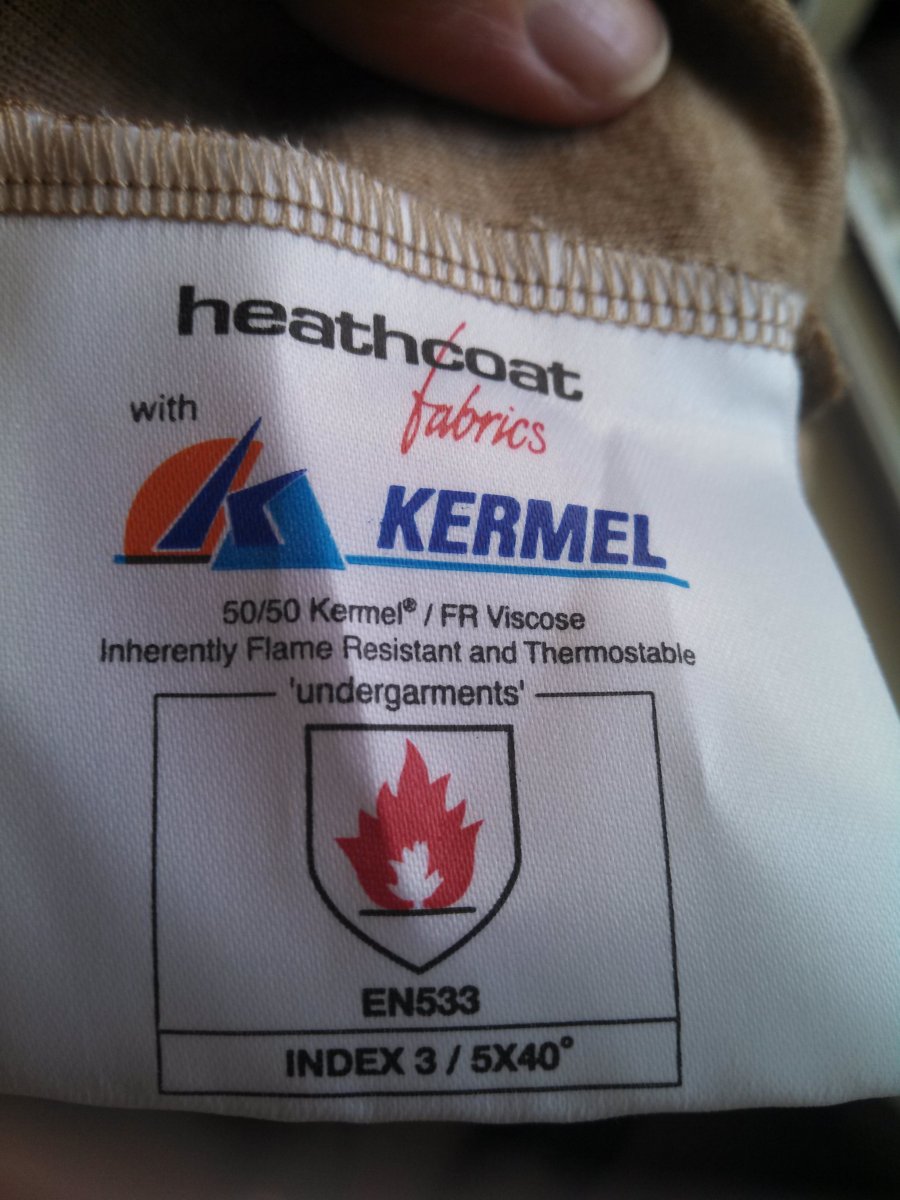 heathcoat
fabrics
with
KERMEL
50/50 Kermel® / FR Viscose
Inherently Flame Resistant and Thermostable
'undergarments'
EN533
INDEX 3 / 5X40°